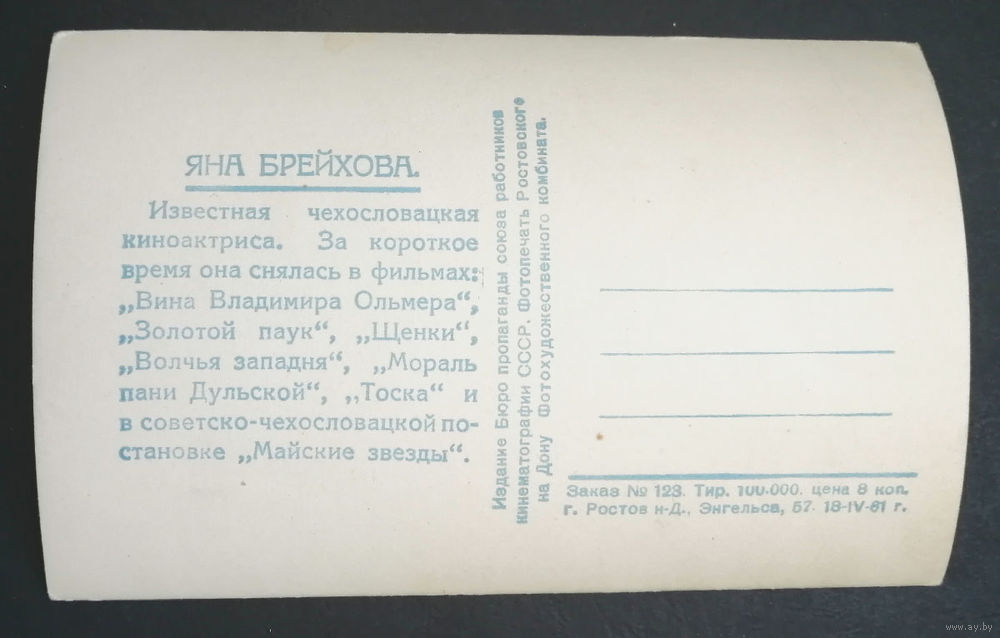 ЯНА БРЕЙХОВА.
Известная чехословацкая
киноактриса. За короткое
время она снялась в фильмах:
„Вина Владимира Ольмера“,
„Золотой паук“, „Щенки“,
„Волчья западня“, „Мораль
пани Дульской“, „Тоска“ и
в советско-чехословацкой по-
становке „Майские звезды“.
Издание Бюро пропаганды союза работников
кинематографии СССР. Фотопечать Ростовского
на Дону Фотохудожественного комбината.
Заказ № 123. Тир. 100.000. цена 8 коп.
г. Ростов н-Д., Энгельса, 57. 18-IV-61 г.
www.ay.by